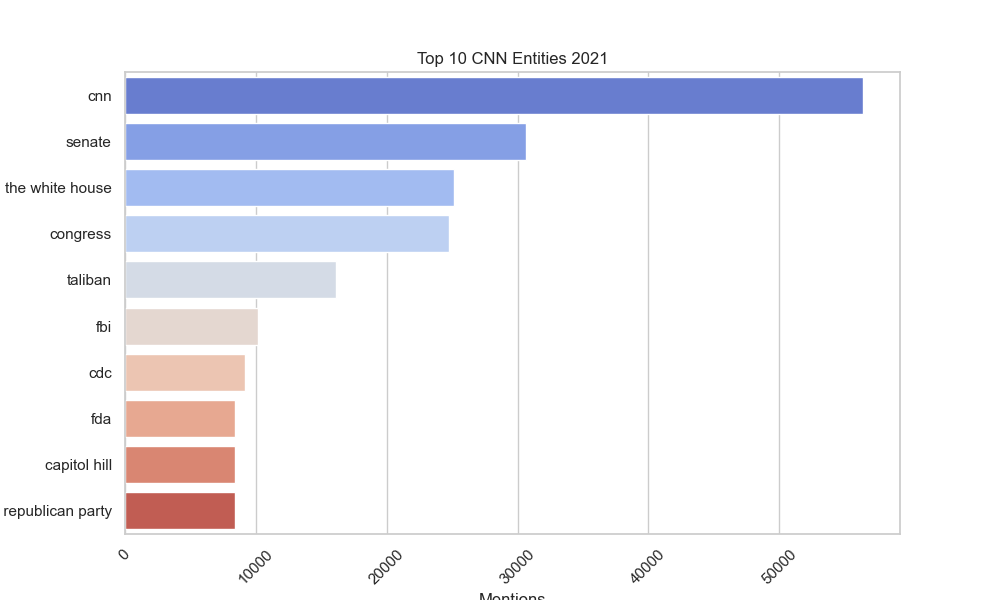 Top 10 CNN Entities 2021
cnn
senate
the white house
congress
taliban
fbi
cdc
fda
capitol hill
republican party
0
10000
20000
30000
40000
50000
Mentions